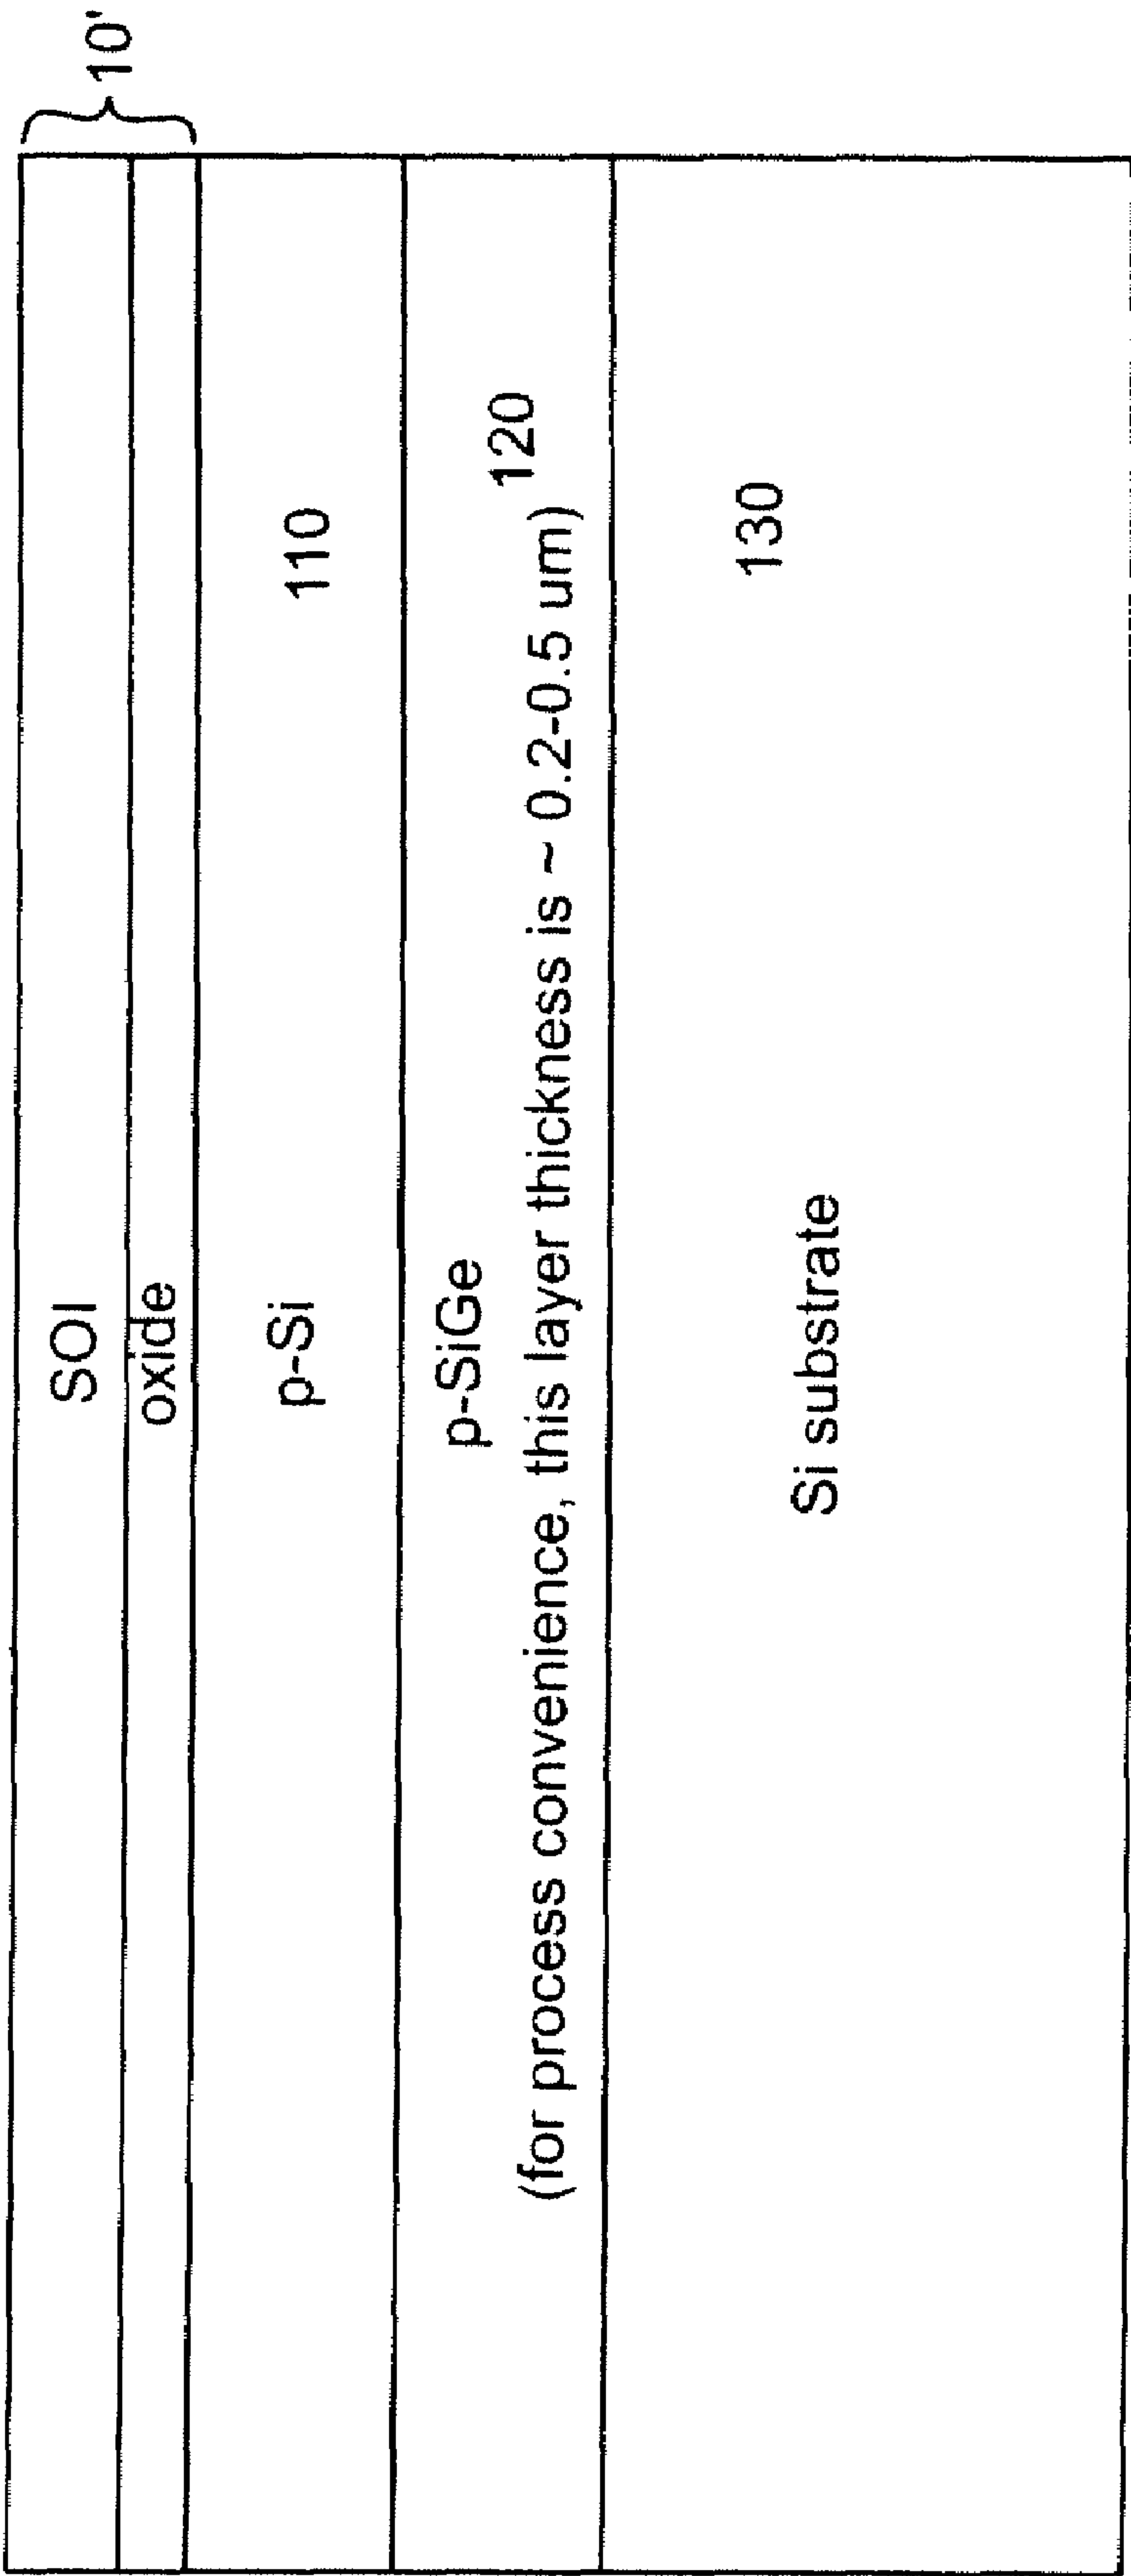 10'
SOI
oxide
p-Si
110
p-SiGe
120
(for process convenience, this layer thickness is ~ 0.2-0.5 um)
130
Si substrate